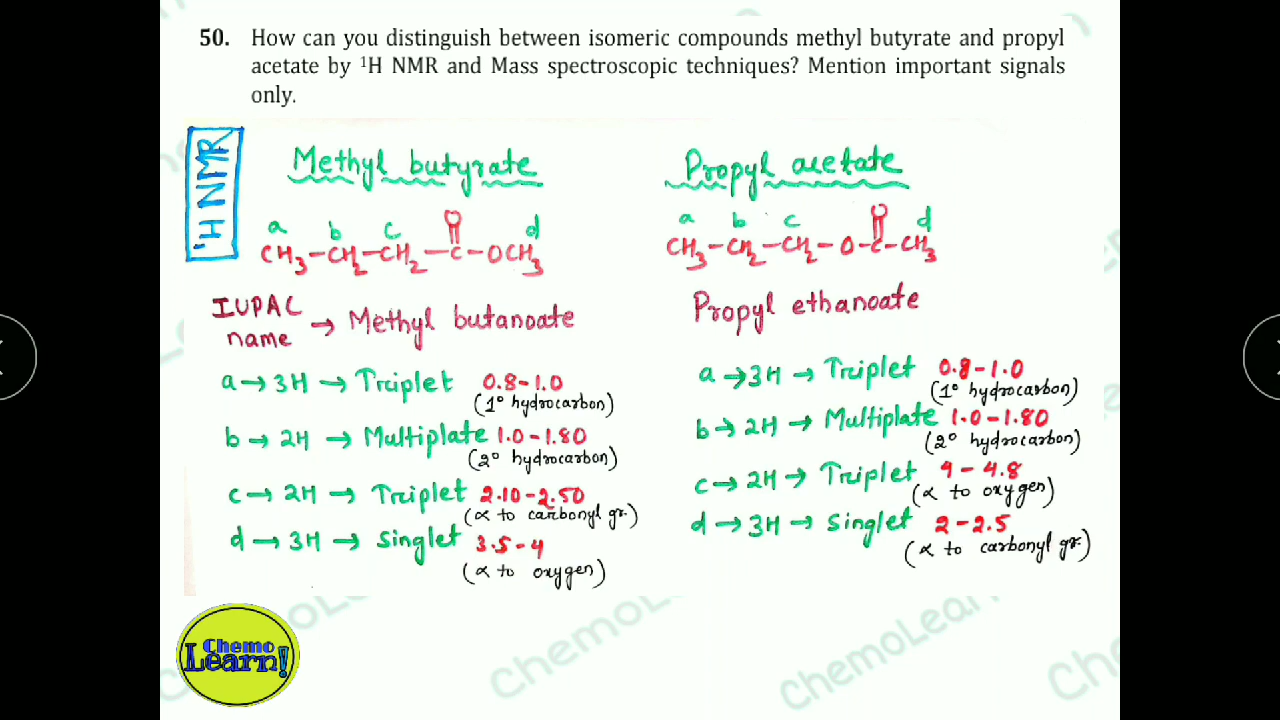 50. How can you distinguish between isomeric compounds methyl butyrate and propyl
acetate by ¹H NMR and Mass spectroscopic techniques? Mention important signals
only.
¹H NMR
Methyl butyrate
a b c d
CH₃-CH₂-CH₂-C-OCH₃
O
IUPAC name → Methyl butanoate
a → 3H → Triplet 0.8-1.0
(1° hydrocarbon)
b → 2H → Multiplate 1.0-1.80
(2° hydrocarbon)
c → 2H → Triplet 2.10-2.50
(α to carbonyl gr.)
d → 3H → Singlet 3.5-4
(α to oxygen)
Propyl acetate
a b c d
CH₃-CH₂-CH₂-O-C-CH₃
O
Propyl ethanoate
a → 3H → Triplet 0.8-1.0
(1° hydrocarbon)
b → 2H → Multiplate 1.0-1.80
(2° hydrocarbon)
c → 2H → Triplet 4-4.8
(α to oxygen)
d → 3H → Singlet 2-2.5
(α to carbonyl gr.)
Chemo
Learn!
ChemoLearn
ChemoLearn